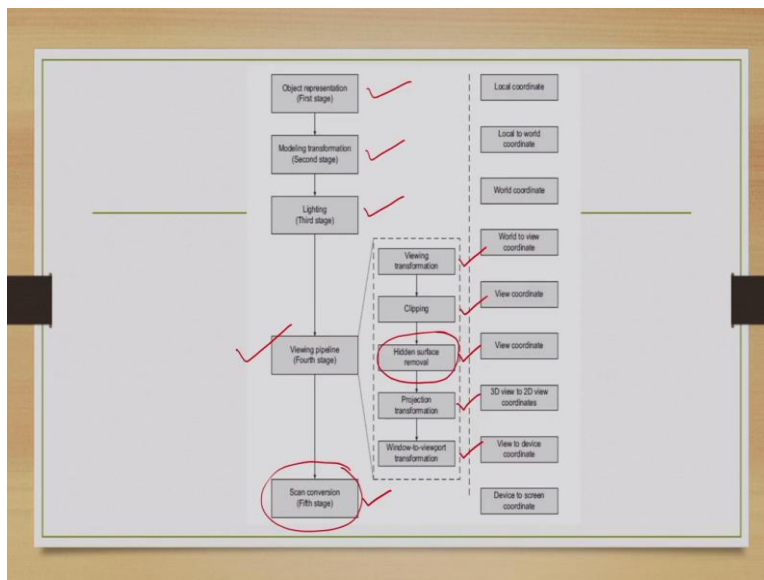 Object representation
(First stage)
Modeling transformation
(Second stage)
Lighting
(Third stage)
Viewing pipeline
(Fourth stage)
Scan conversion
(Fifth stage)
Viewing
transformation
Clipping
Hidden surface
removal
Projection
transformation
Window-to-viewport
transformation
Local coordinate
Local to world
coordinate
World coordinate
World to view
coordinate
View coordinate
View coordinate
3D view to 2D view
coordinates
View to device
coordinate
Device to screen
coordinate